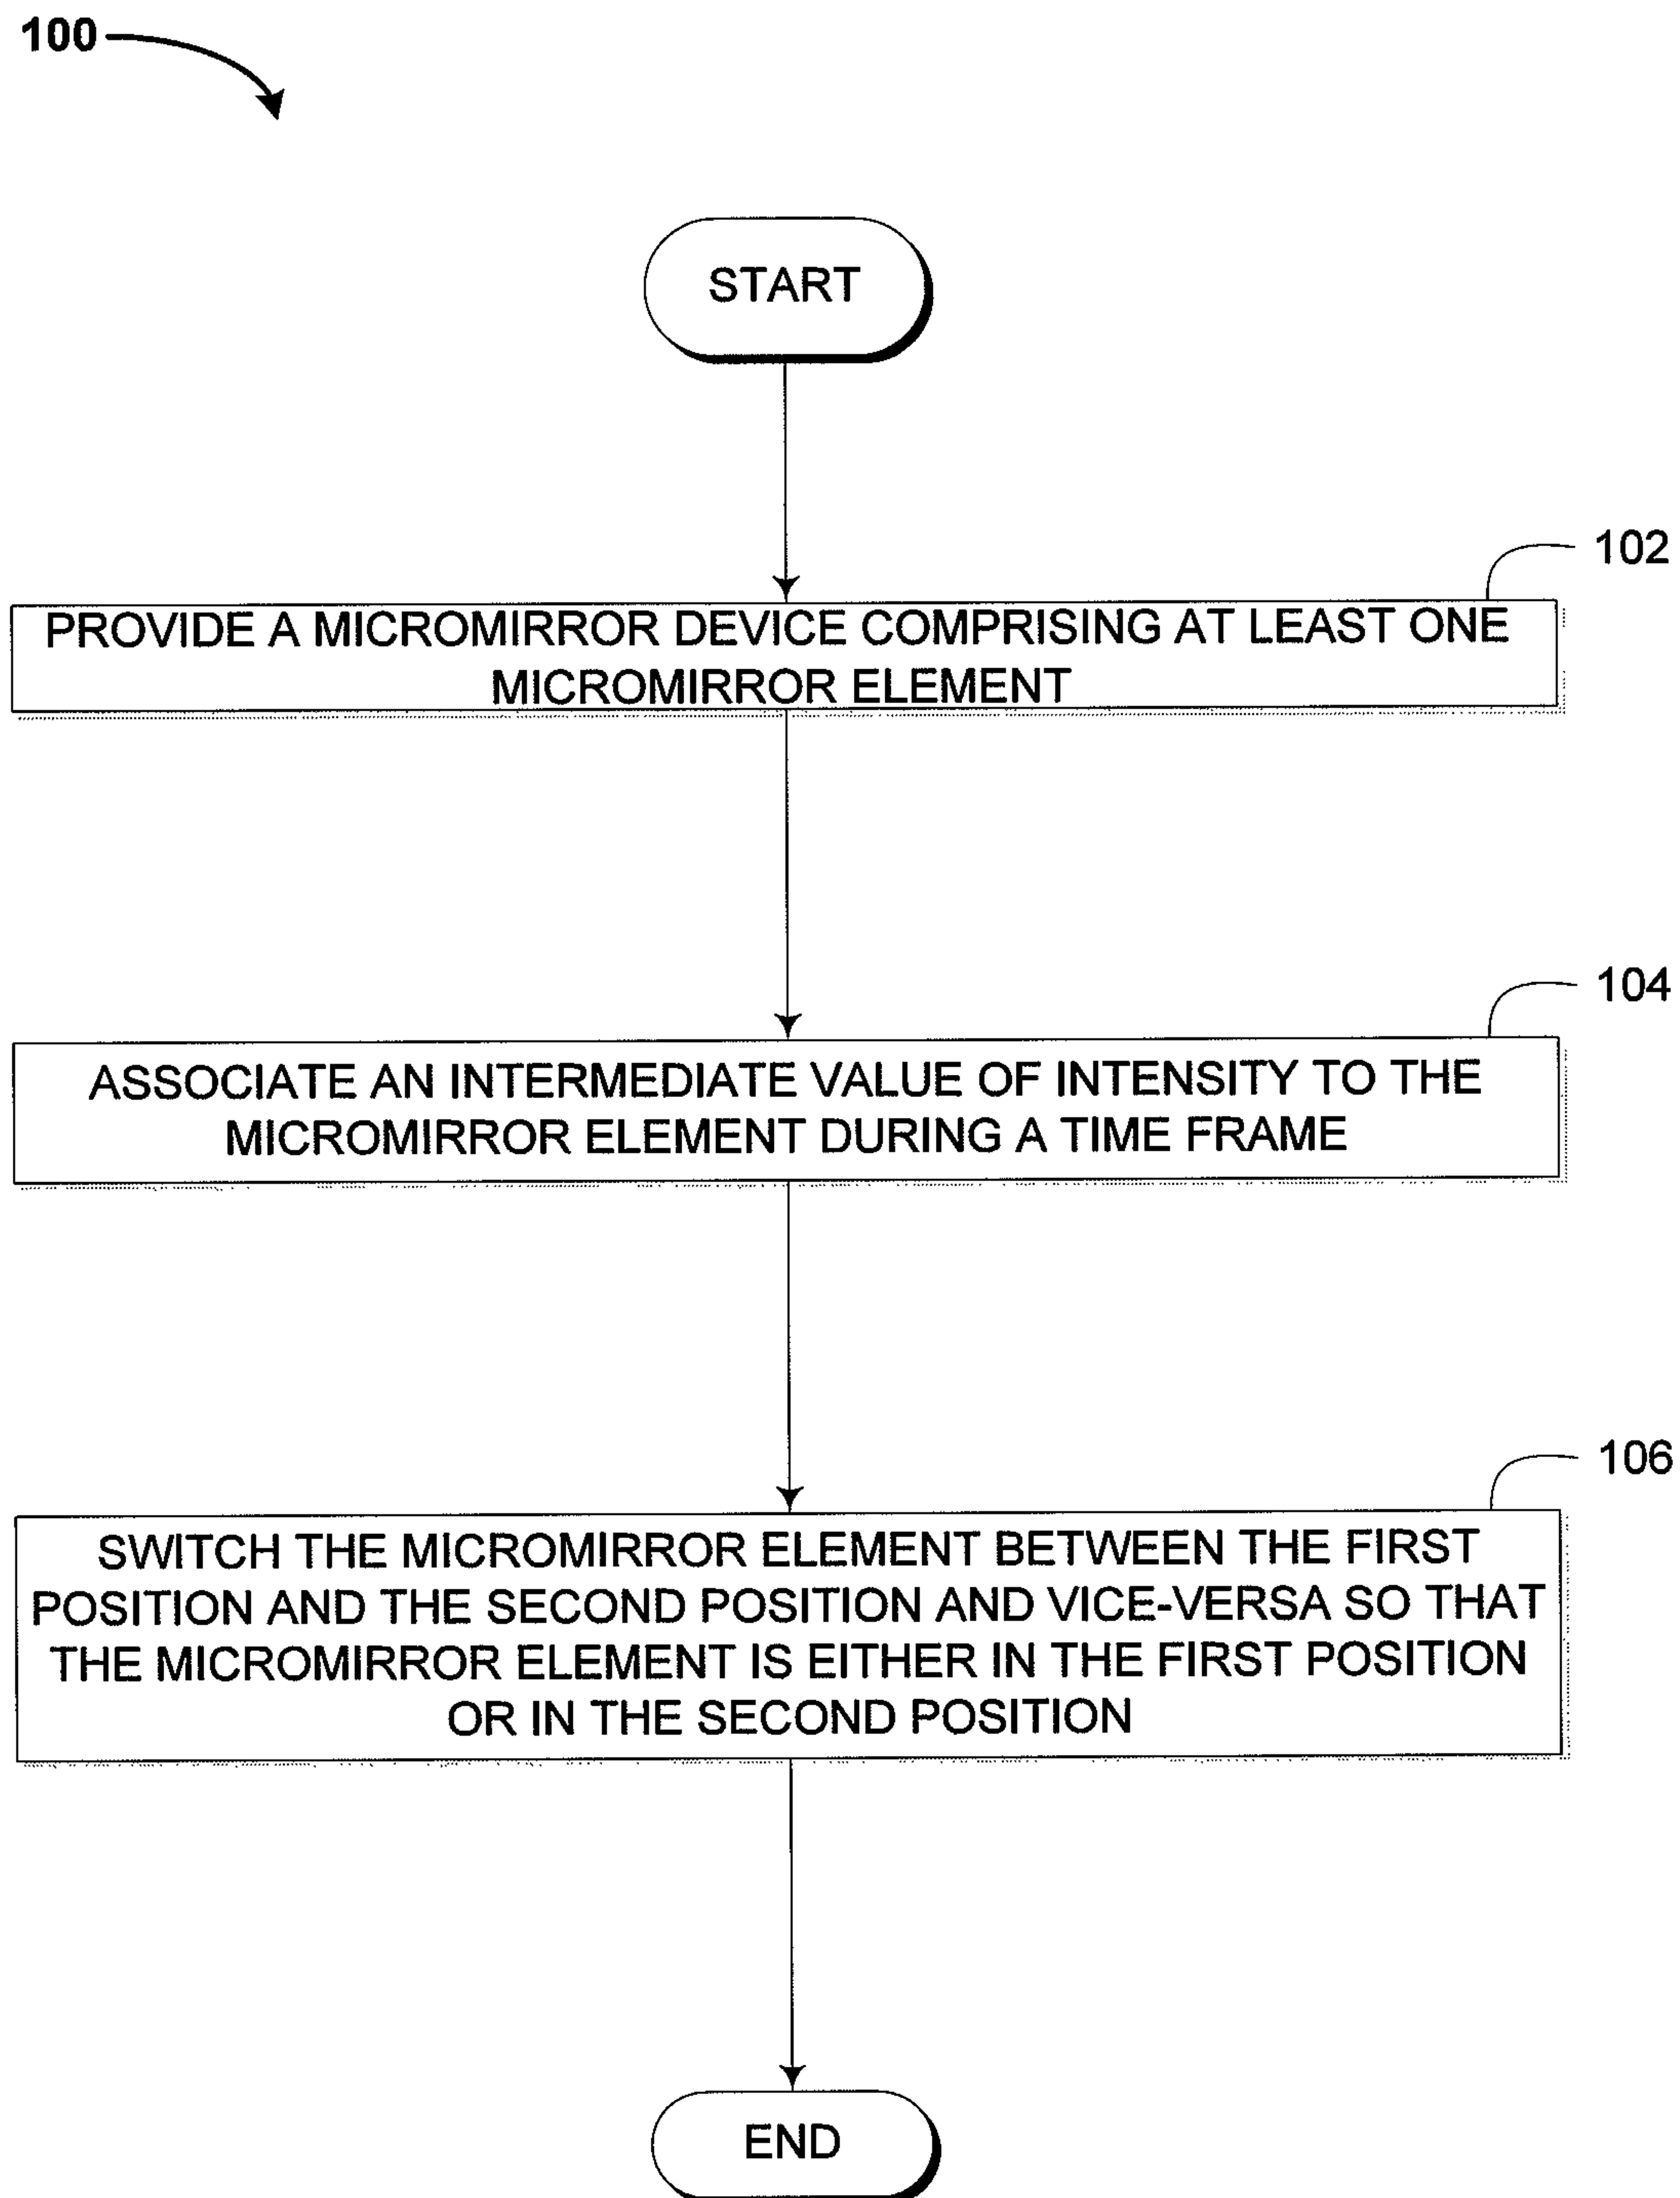 100
START
102
PROVIDE A MICROMIRROR DEVICE COMPRISING AT LEAST ONE
MICROMIRROR ELEMENT
104
ASSOCIATE AN INTERMEDIATE VALUE OF INTENSITY TO THE
MICROMIRROR ELEMENT DURING A TIME FRAME
106
SWITCH THE MICROMIRROR ELEMENT BETWEEN THE FIRST
POSITION AND THE SECOND POSITION AND VICE-VERSA SO THAT
THE MICROMIRROR ELEMENT IS EITHER IN THE FIRST POSITION
OR IN THE SECOND POSITION
END